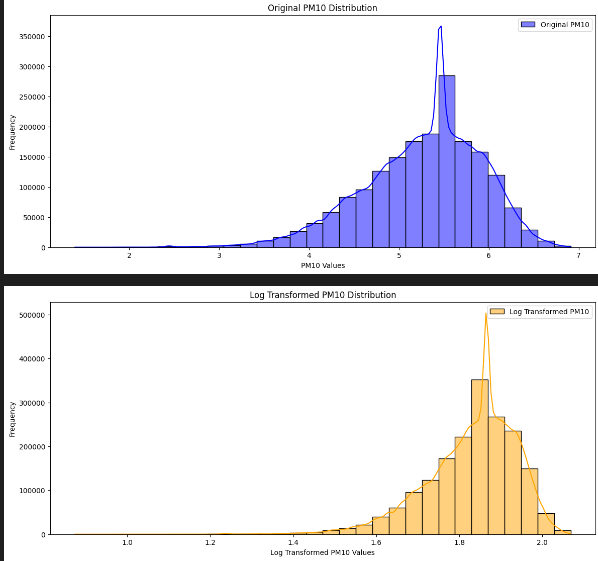 Original PM10 Distribution
Original PM10
350000
300000
250000
200000
150000
100000
50000
0
Frequency
2 3 4 5 6 7
PM10 Values
Log Transformed PM10 Distribution
Log Transformed PM10
500000
400000
300000
200000
100000
0
Frequency
1.0 1.2 1.4 1.6 1.8 2.0
Log Transformed PM10 Values